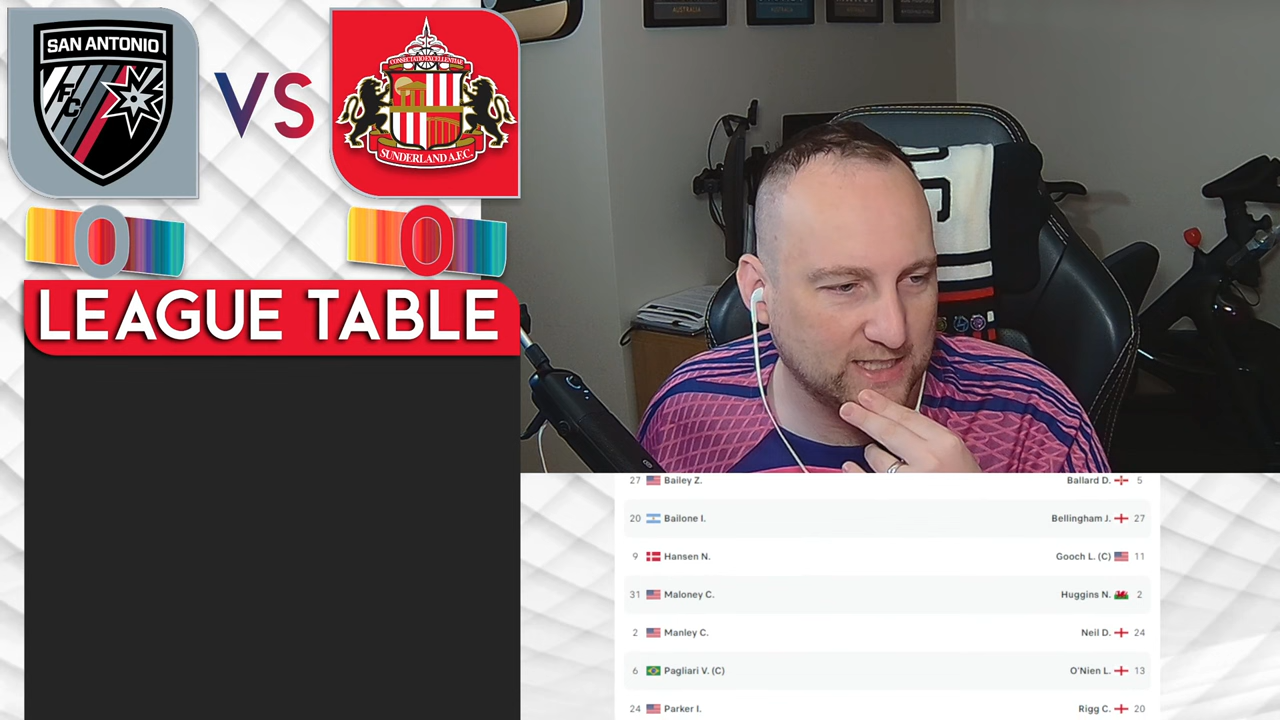 SAN ANTONIO
FC
VS
CONSECTATIO EXCELLENTIAE
SUNDERLAND A.F.C.
0
0
LEAGUE TABLE
AUSTRALIA
27 Bailey Z. Ballard D. 5
20 Bailone I. Bellingham J. 27
9 Hansen N. Gooch L. (C) 11
31 Maloney C. Huggins N. 2
2 Manley C. Neil D. 24
6 Pagliari V. (C) O'Nien L. 13
24 Parker I. Rigg C. 20